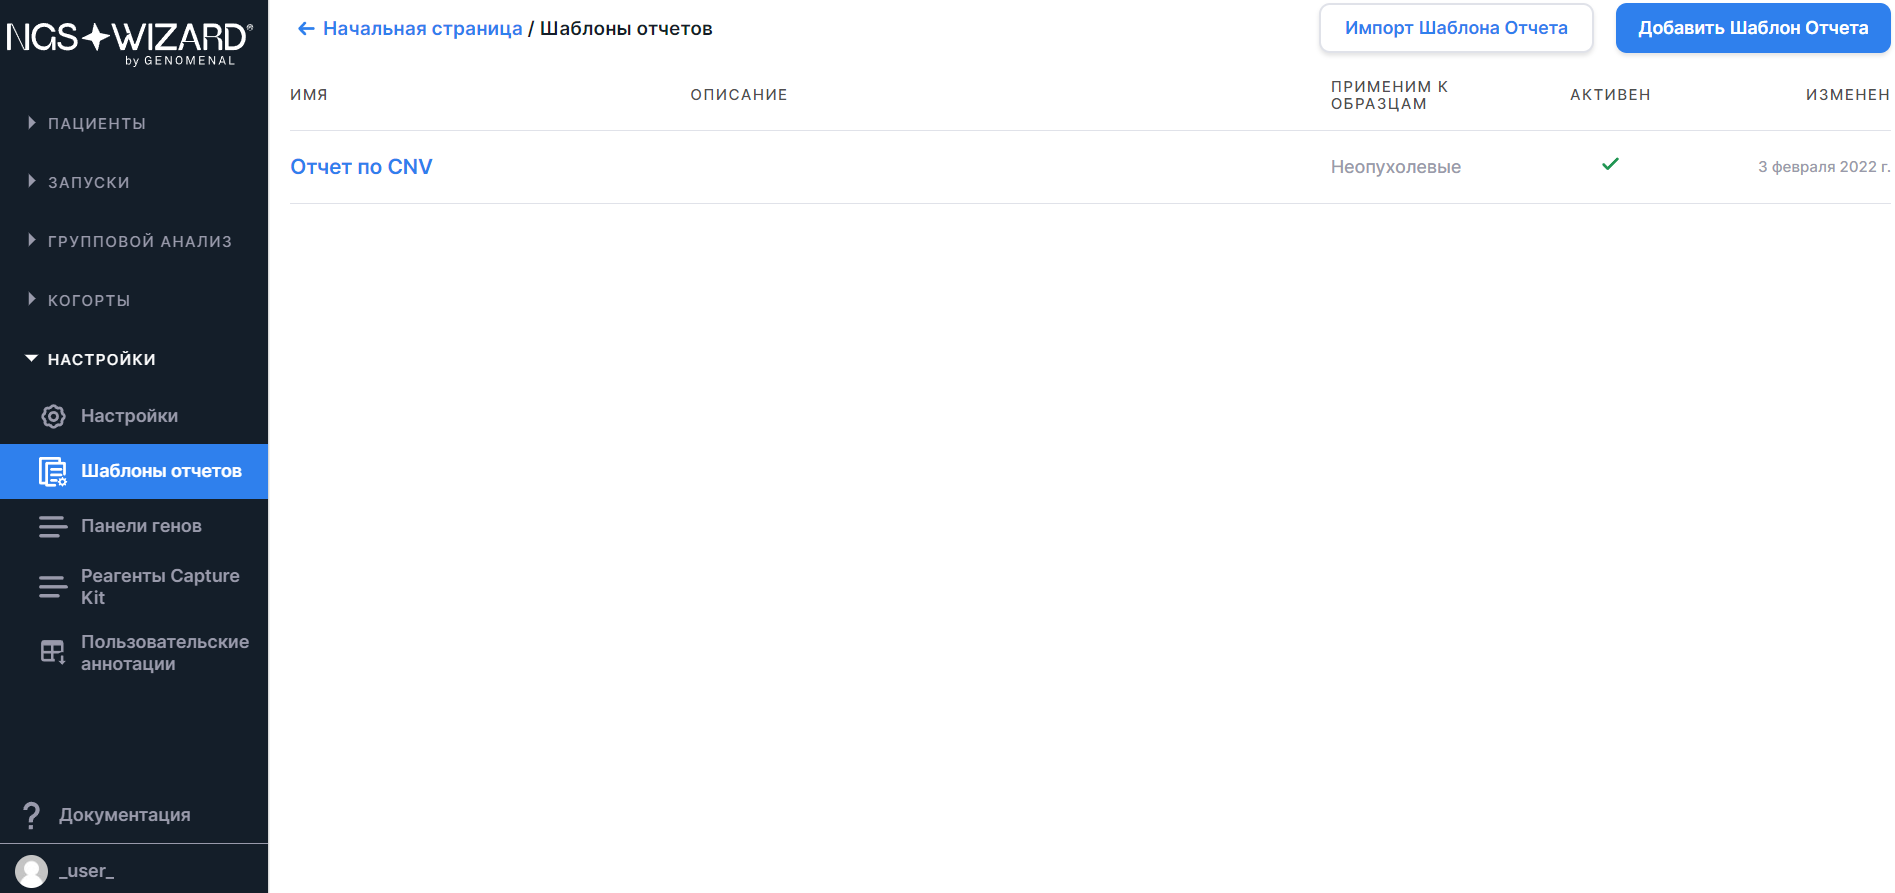 NGS WIZARD®
by GENOMENAL
ПАЦИЕНТЫ
ЗАПУСКИ
ГРУППОВОЙ АНАЛИЗ
КОГОРТЫ
НАСТРОЙКИ
Настройки
Шаблоны отчетов
Панели генов
Реагенты Capture
Kit
Пользовательские
аннотации
Документация
_user_
← Начальная страница / Шаблоны отчетов
Импорт Шаблона Отчета
Добавить Шаблон Отчета
ИМЯ
ОПИСАНИЕ
ПРИМЕНИМ К
ОБРАЗЦАМ
АКТИВЕН
ИЗМЕНЕН
Отчет по CNV
Неопухолевые
3 февраля 2022 г.